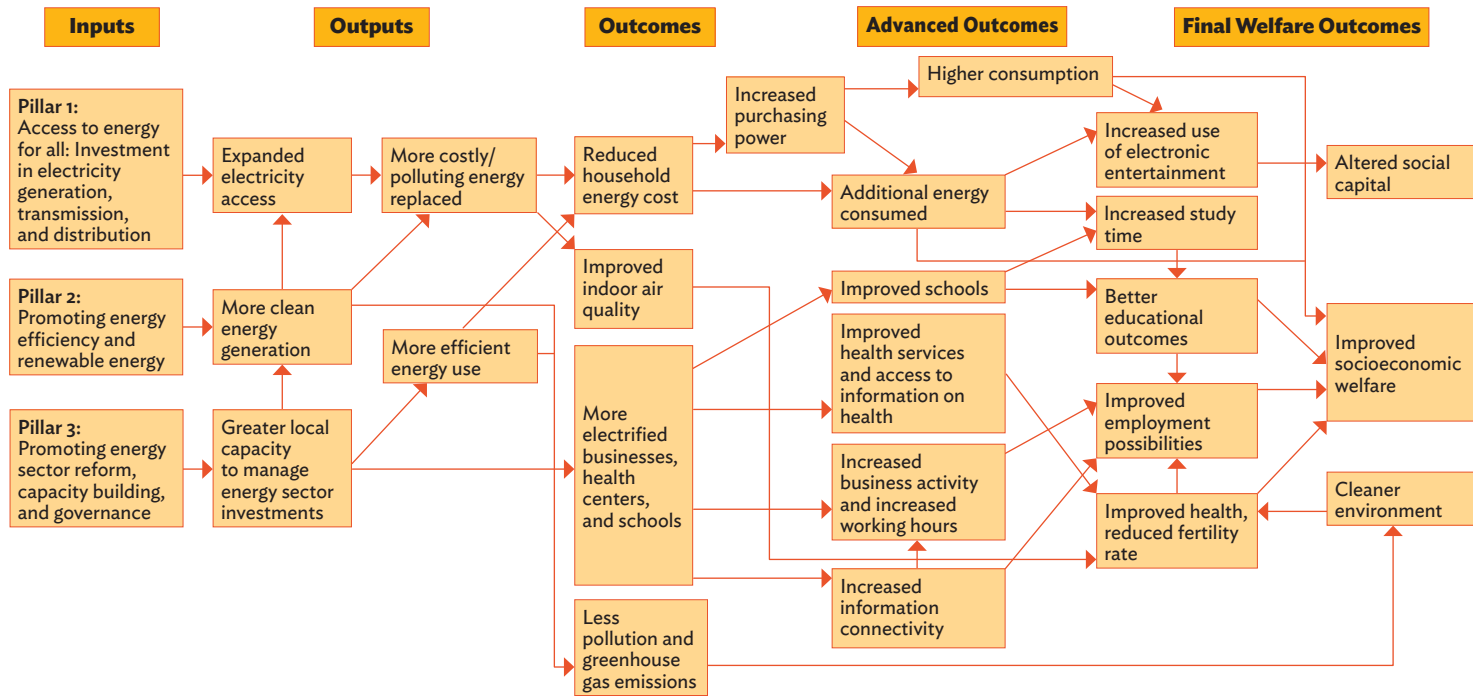 Inputs
Outputs
Outcomes
Advanced Outcomes
Final Welfare Outcomes
Pillar 1:
Access to energy
for all: Investment
in electricity
generation,
transmission,
and distribution
Pillar 2:
Promoting energy
efficiency and
renewable energy
Pillar 3:
Promoting energy
sector reform,
capacity building,
and governance
Expanded
electricity
access
More clean
energy
generation
Greater local
capacity
to manage
energy sector
investments
More costly/
polluting energy
replaced
More efficient
energy use
Reduced
household
energy cost
Improved
indoor air
quality
More
electrified
businesses,
health
centers,
and schools
Less
pollution and
greenhouse
gas emissions
Increased
purchasing
power
Higher consumption
Additional energy
consumed
Improved schools
Improved
health services
and access to
information on
health
Increased
business activity
and increased
working hours
Increased
information
connectivity
Increased use
of electronic
entertainment
Increased study
time
Better
educational
outcomes
Improved
employment
possibilities
Improved health,
reduced fertility
rate
Altered social
capital
Improved
socioeconomic
welfare
Cleaner
environment